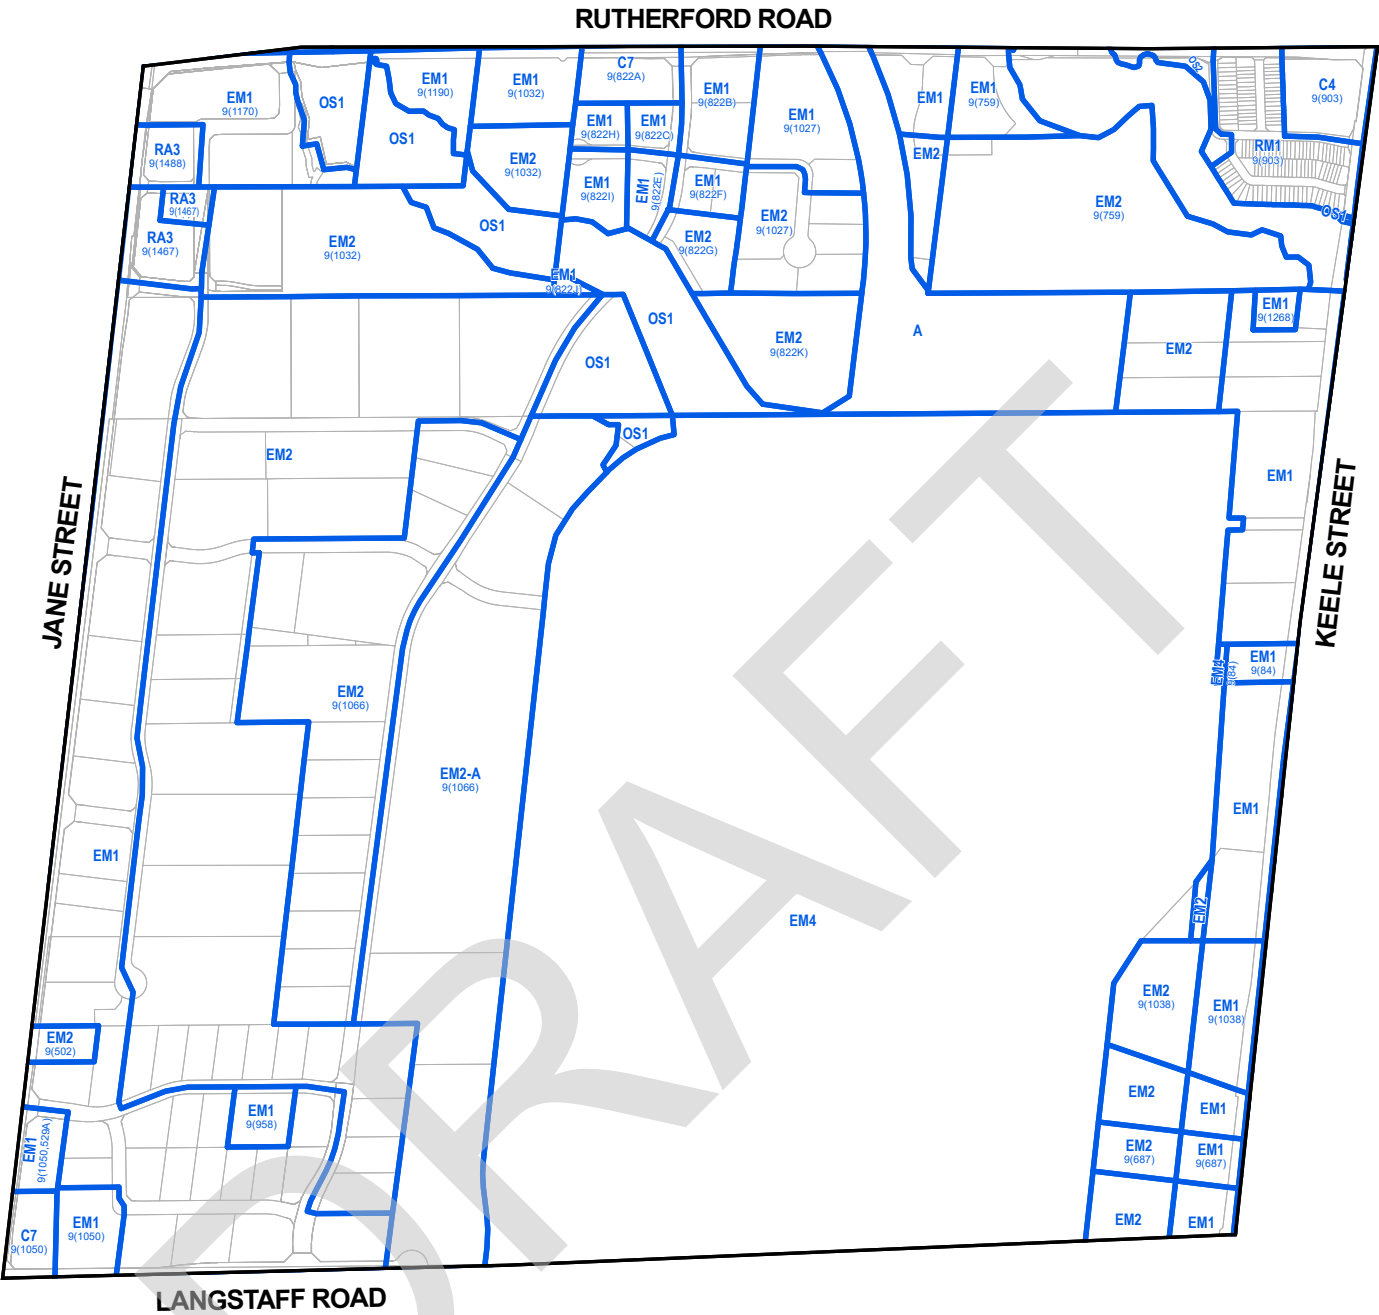 RUTHERFORD ROAD
C7
9(822A)
EM1
9(1190)
EM1
9(1032)
EM1
9(822B)
OS2
EM1
9(1170)
OS1
EM1
EM1
9(759)
C4
9(903)
EM1
9(822H)
EM1
9(822C)
EM1
9(1027)
OS1
RA3
9(1488)
EM2
9(1032)
EM2
RM1
9(903)
RA3
9(1467)
EM1
9(822I)
EM1
9(822E)
EM1
9(822F)
EM2
9(759)
OS1
EM2
9(1027)
OS1
RA3
9(1467)
EM2
9(1032)
EM2
9(822G)
EM1
9(822J)
EM1
9(1268)
OS1
A
EM2
9(822K)
EM2
OS1
OS1
EM2
EM1
JANE STREET
KEELE STREET
EM1
9(84)
EM4
9(84)
EM2
9(1066)
EM2-A
9(1066)
EM1
EM1
EM4
EM2
EM2
9(1038)
EM1
9(1038)
EM2
9(502)
EM2
EM1
EM1
9(958)
EM1
9(1050,529A)
EM2
9(687)
EM1
9(687)
C7
9(1050)
EM1
9(1050)
EM2
EM1
LANGSTAFF ROAD
DRAFT